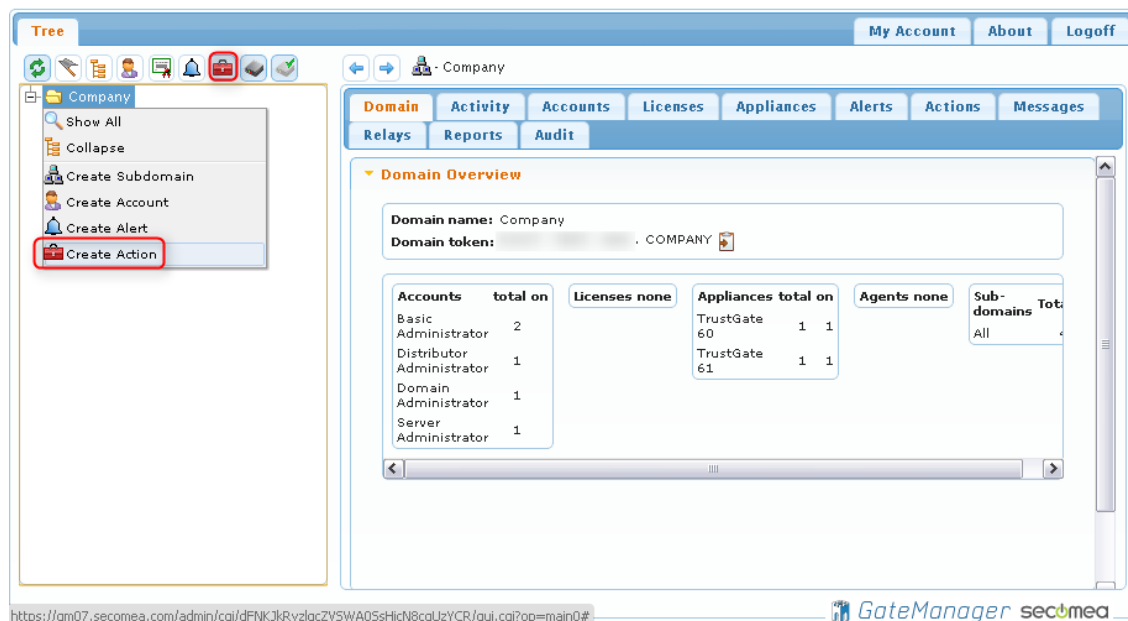 Tree
My Account
About
Logoff
- Company
Company
Show All
Collapse
Create Subdomain
Create Account
Create Alert
Create Action
Domain
Activity
Accounts
Licenses
Appliances
Alerts
Actions
Messages
Relays
Reports
Audit
Domain Overview
Domain name: Company
Domain token: . COMPANY
Accounts total on
Basic
Administrator 2
Distributor
Administrator 1
Domain
Administrator 1
Server
Administrator 1
Licenses none
Appliances total on
TrustGate
60 1 1
TrustGate
61 1 1
Agents none
Sub-
domains
All
GateManager secomea